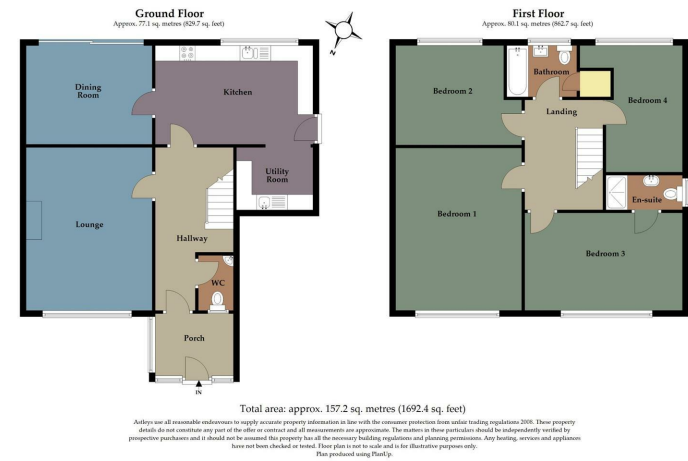 Ground Floor
Approx. 77.1 sq. metres (829.7 sq. feet)
First Floor
Approx. 80.1 sq. metres (862.7 sq. feet)
N
Dining
Room
Kitchen
Utility
Room
Lounge
Hallway
WC
Porch
IN
Bathroom
Bedroom 2
Landing
Bedroom 4
En-suite
Bedroom 1
Bedroom 3
Total area: approx. 157.2 sq. metres (1692.4 sq. feet)
Astleys use all reasonable endeavours to supply accurate property information in line with the consumer protection from unfair trading regulations 2008. These property
details do not constitute any part of the offer or contract and all measurements are approximate. The matters in these particulars should be independently verified by
prospective purchasers and it should not be assumed this property has all the necessary building regulations and planning permissions. Any heating, services and appliances
have not been checked or tested. Floor plan is not to scale and is for illustrative purposes only.
Plan produced using PlanUp.